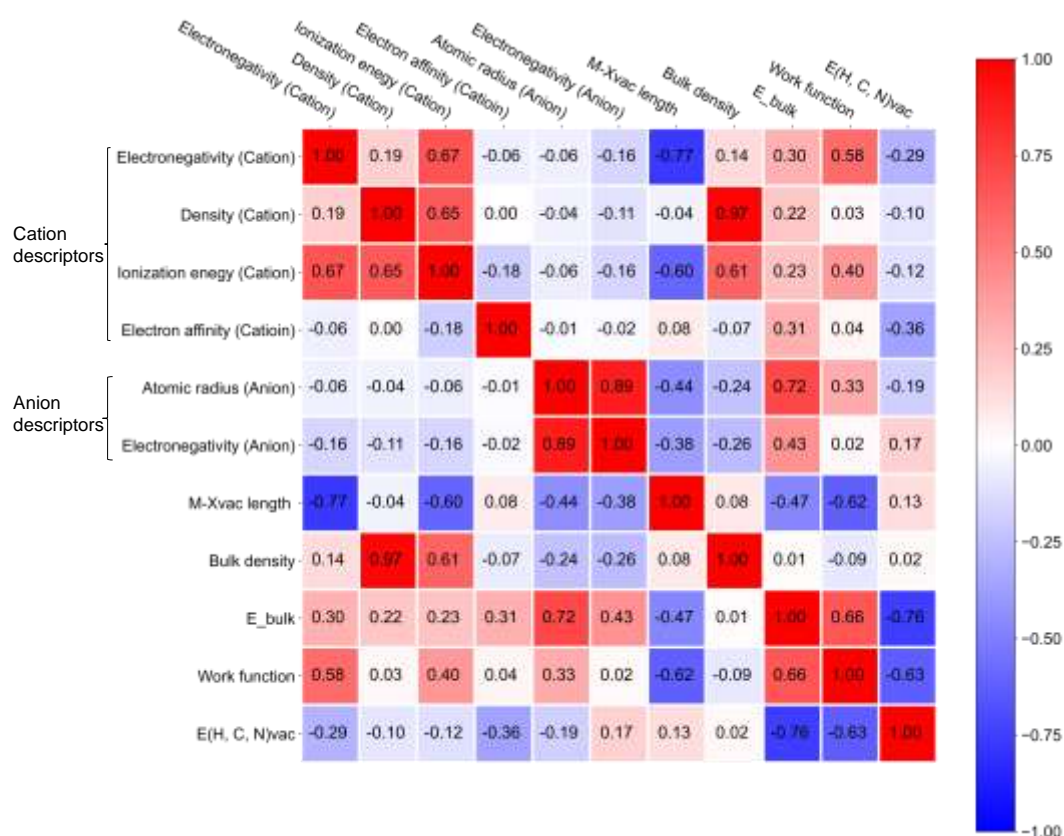 Electronegativity (Cation)
Density (Cation)
Ionization enegy (Cation)
Electron affinity (Catioin)
Atomic radius (Anion)
Electronegativity (Anion)
M-Xvac length
Bulk density
E_bulk
Work function
E(H, C, N)vac
Cation
descriptors
Anion
descriptors
Electronegativity (Cation) 1.00 0.19 0.67 -0.06 -0.06 -0.16 -0.77 0.14 0.30 0.58 -0.29
Density (Cation) 0.19 1.00 0.65 0.00 -0.04 -0.11 -0.04 0.97 0.22 0.03 -0.10
Ionization enegy (Cation) 0.67 0.65 1.00 -0.18 -0.06 -0.16 -0.60 0.61 0.23 0.40 -0.12
Electron affinity (Catioin) -0.06 0.00 -0.18 1.00 -0.01 -0.02 0.08 -0.07 0.31 0.04 -0.36
Atomic radius (Anion) -0.06 -0.04 -0.06 -0.01 1.00 0.89 -0.44 -0.24 0.72 0.33 -0.19
Electronegativity (Anion) -0.16 -0.11 -0.16 -0.02 0.89 1.00 -0.38 -0.26 0.43 0.02 0.17
M-Xvac length -0.77 -0.04 -0.60 0.08 -0.44 -0.38 1.00 0.08 -0.47 -0.62 0.13
Bulk density 0.14 0.97 0.61 -0.07 -0.24 -0.26 0.08 1.00 0.01 -0.09 0.02
E_bulk 0.30 0.22 0.23 0.31 0.72 0.43 -0.47 0.01 1.00 0.66 -0.76
Work function 0.58 0.03 0.40 0.04 0.33 0.02 -0.62 -0.09 0.66 1.00 -0.63
E(H, C, N)vac -0.29 -0.10 -0.12 -0.36 -0.19 0.17 0.13 0.02 -0.76 -0.63 1.00
1.00
0.75
0.50
0.25
0.00
-0.25
-0.50
-0.75
-1.00